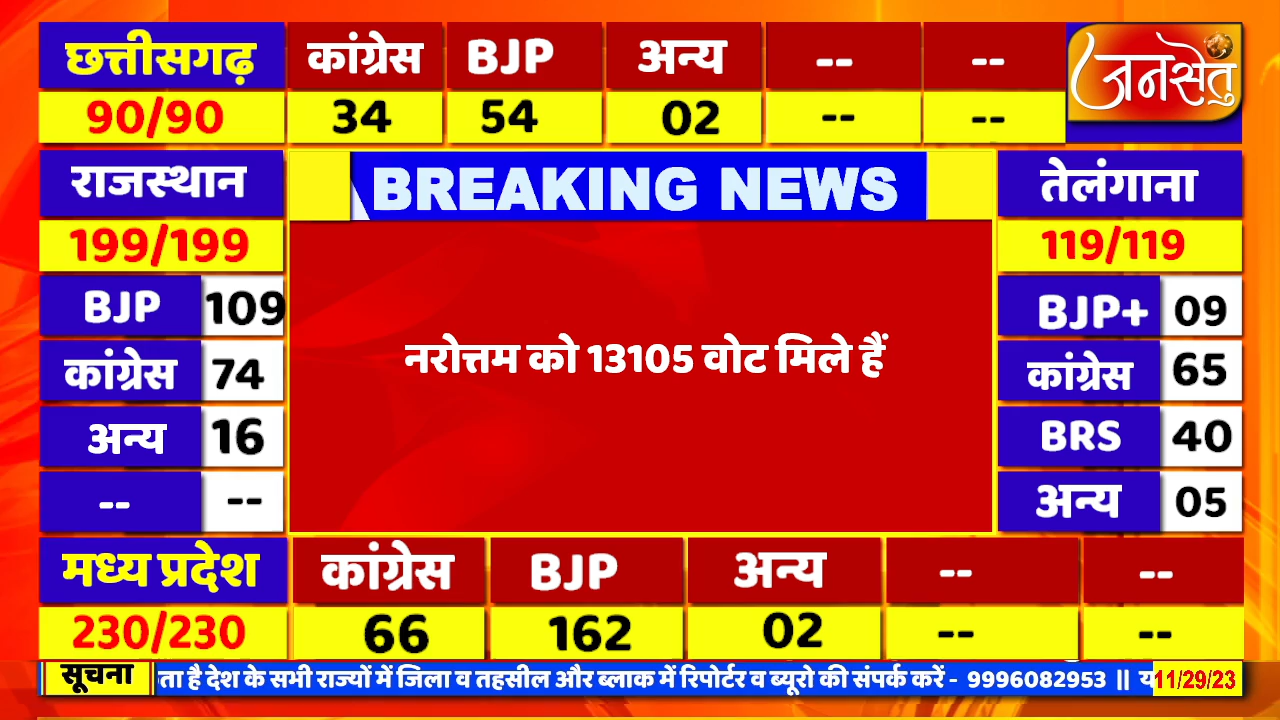 छत्तीसगढ़ कांग्रेस BJP अन्य -- --
90/90 34 54 02 -- --
जनसेतु
राजस्थान
199/199
BJP 109
कांग्रेस 74
अन्य 16
-- --
BREAKING NEWS
नरोत्तम को 13105 वोट मिले हैं
तेलंगाना
119/119
BJP+ 09
कांग्रेस 65
BRS 40
अन्य 05
मध्य प्रदेश कांग्रेस BJP अन्य -- --
230/230 66 162 02 -- --
सूचना ता है देश के सभी राज्यों में जिला व तहसील और ब्लाक में रिपोर्टर व ब्यूरो की संपर्क करें - 9996082953 || 11/29/23